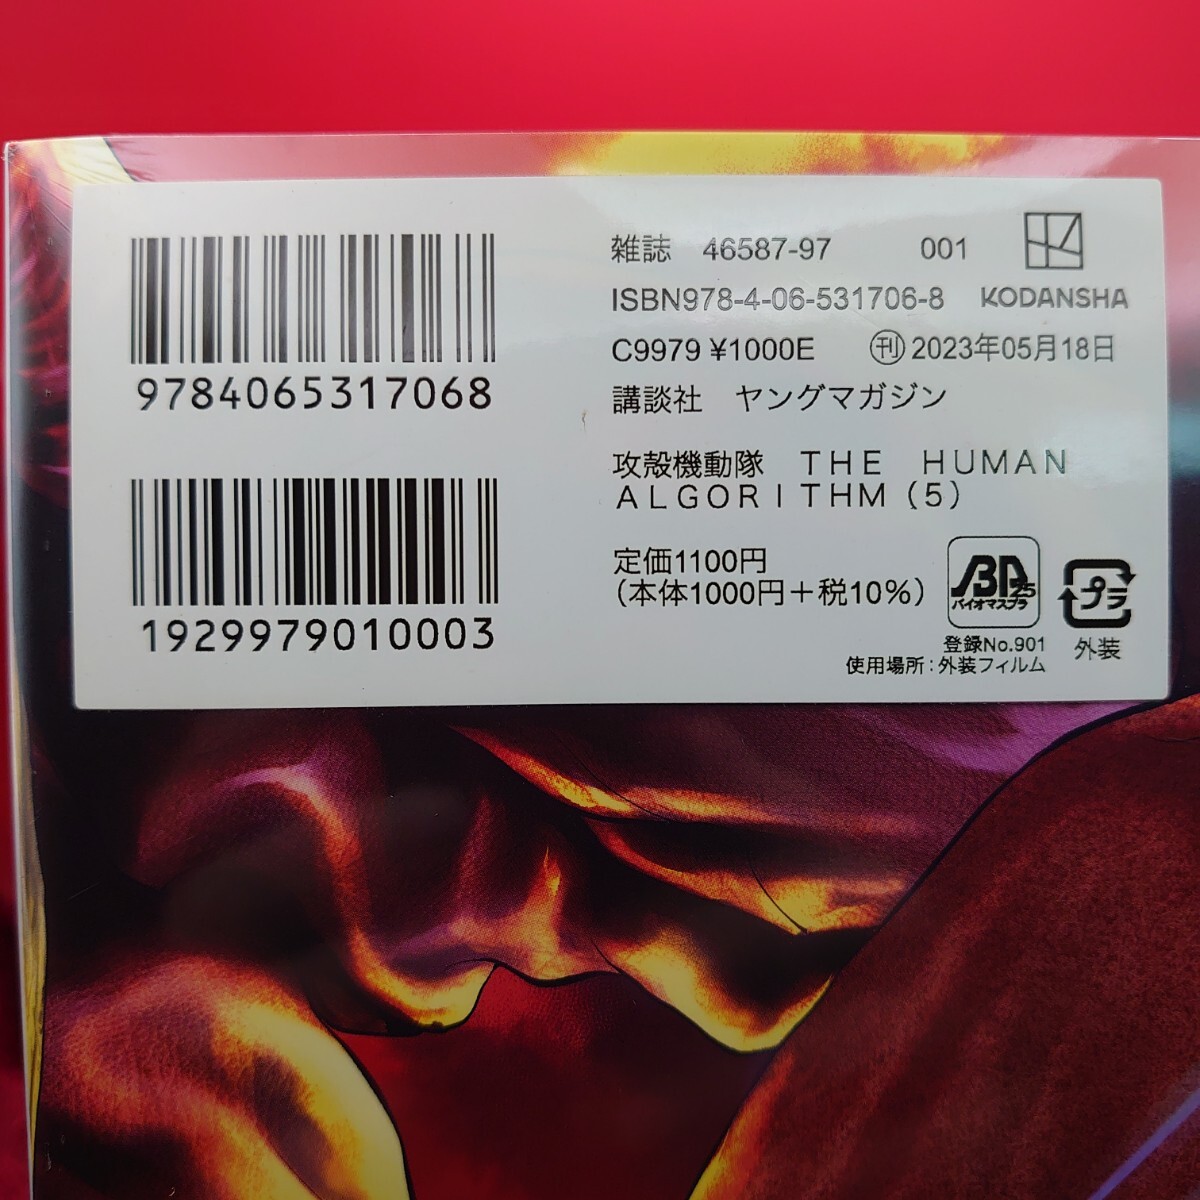 9784065317068
1929979010003
雑誌 46587-97 001
ISBN978-4-06-531706-8 KODANSHA
C9979 ¥1000E ㊕2023年05月18日
講談社 ヤングマガジン
攻殻機動隊 THE HUMAN
ALGORITHM (5)
定価1100円
(本体1000円+税10%)
BP25
バイオマスプラ
登録No.901
使用場所:外装フィルム
プラ
外装